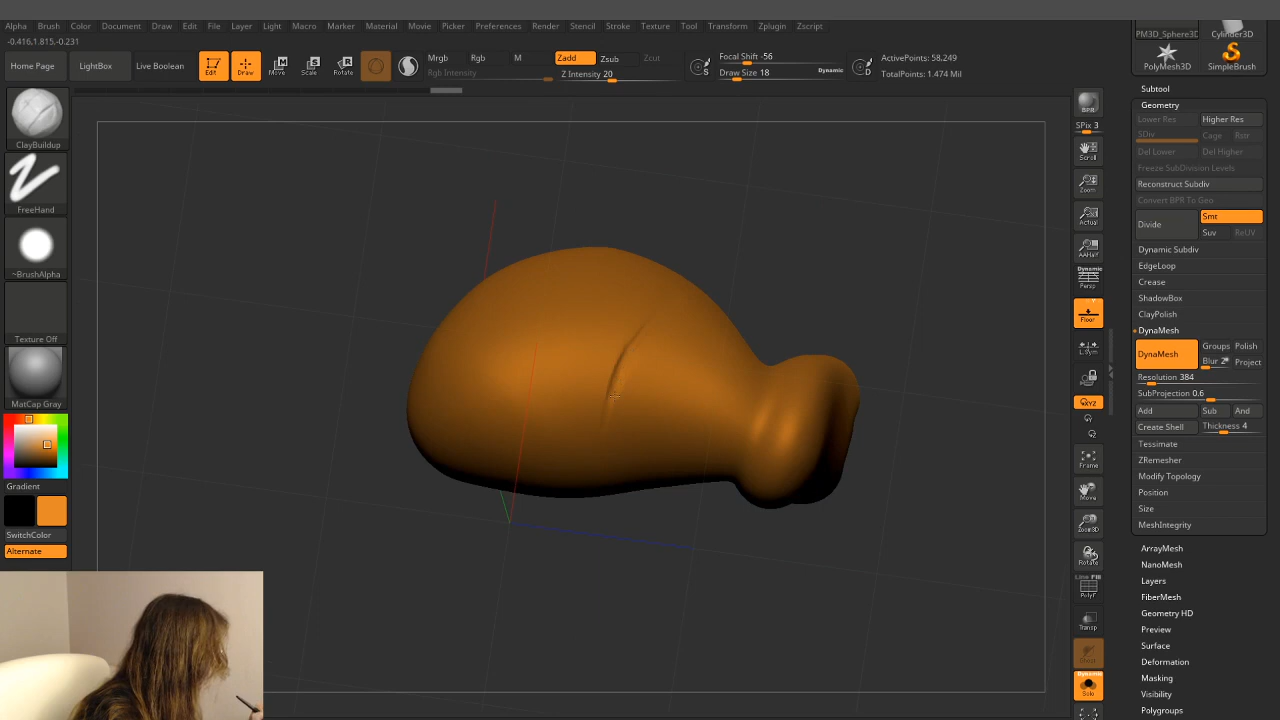 Alpha Brush Color Document Draw Edit File Layer Light Macro Marker Material Movie Picker Preferences Render Stencil Stroke Texture Tool Transform Zplugin Zscript
-0.416,1.815,-0.231
Home Page LightBox Live Boolean Edit Draw Move Scale Rotate
Mrgb Rgb M
Rgb Intensity
Zadd Zsub Zcut
Z Intensity 20
S
Focal Shift -56
Draw Size 18 Dynamic
D
ActivePoints: 58,249
TotalPoints: 1.474 Mil
ClayBuildup
FreeHand
~BrushAlpha
Texture Off
MatCap Gray
Gradient
SwitchColor
Alternate
BPR
SPix 3
Scroll
Zoom
Actual
AAHalf
Dynamic
Persp
Floor
L.Sym
XYZ
Frame
Move
Zoom3D
Rotate
Line Fill
PolyF
Transp
Ghost
Dynamic
Solo
PM3D_Sphere3D Cylinder3D
PolyMesh3D SimpleBrush
Subtool
Geometry
Lower Res Higher Res
SDiv Cage Rstr
Del Lower Del Higher
Freeze SubDivision Levels
Reconstruct Subdiv
Convert BPR To Geo
Divide Smt
Suv ReUV
Dynamic Subdiv
EdgeLoop
Crease
ShadowBox
ClayPolish
DynaMesh
DynaMesh Groups Polish
Blur 2 Project
Resolution 384
SubProjection 0.6
Add Sub And
Create Shell Thickness 4
Tessimate
ZRemesher
Modify Topology
Position
Size
MeshIntegrity
ArrayMesh
NanoMesh
Layers
FiberMesh
Geometry HD
Preview
Surface
Deformation
Masking
Visibility
Polygroups